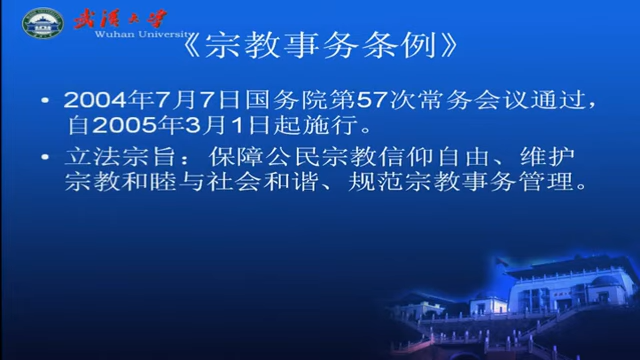 武汉大学
Wuhan University
《宗教事务条例》
• 2004年7月7日国务院第57次常务会议通过，
自2005年3月1日起施行。
• 立法宗旨：保障公民宗教信仰自由、维护
宗教和睦与社会和谐、规范宗教事务管理。